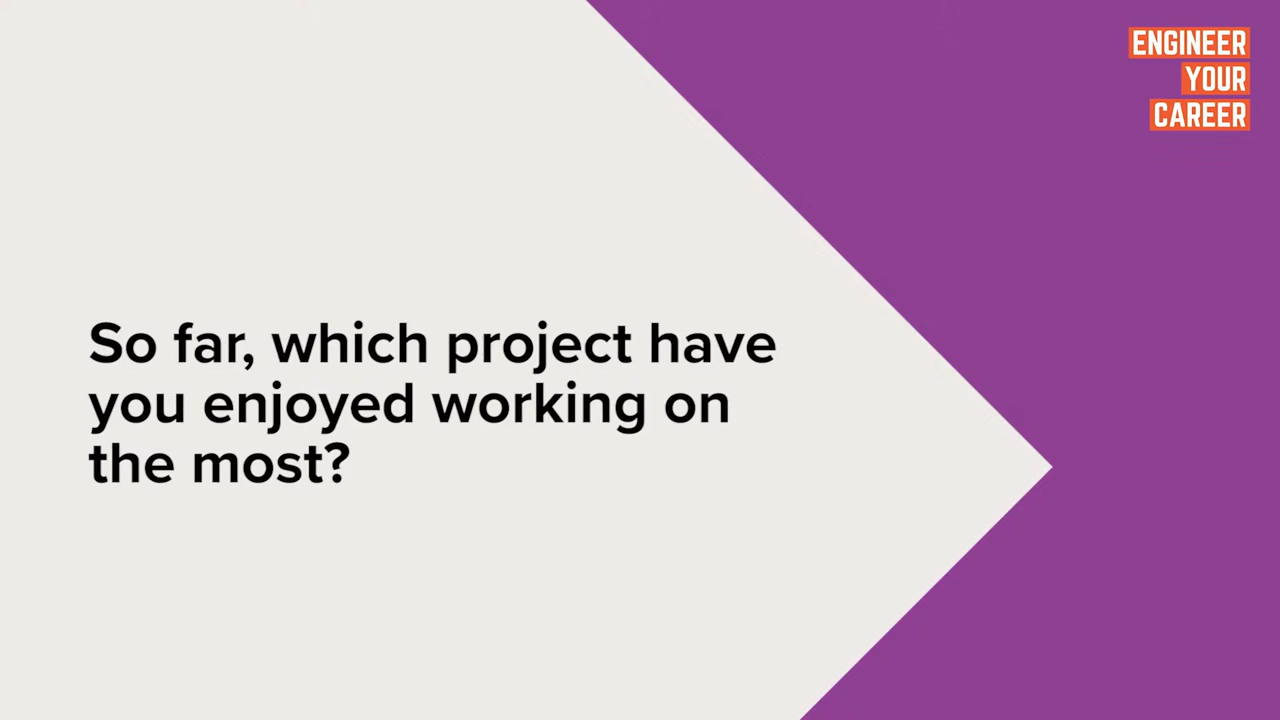 ENGINEER
YOUR
CAREER
So far, which project have
you enjoyed working on
the most?